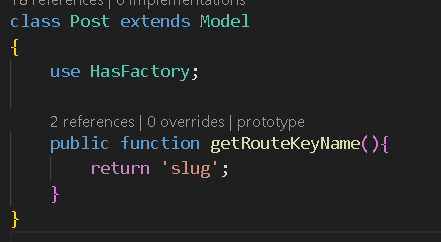 18 references | 0 implementations
class Post extends Model
{
use HasFactory;
2 references | 0 overrides | prototype
public function getRouteKeyName(){
return 'slug';
}
}